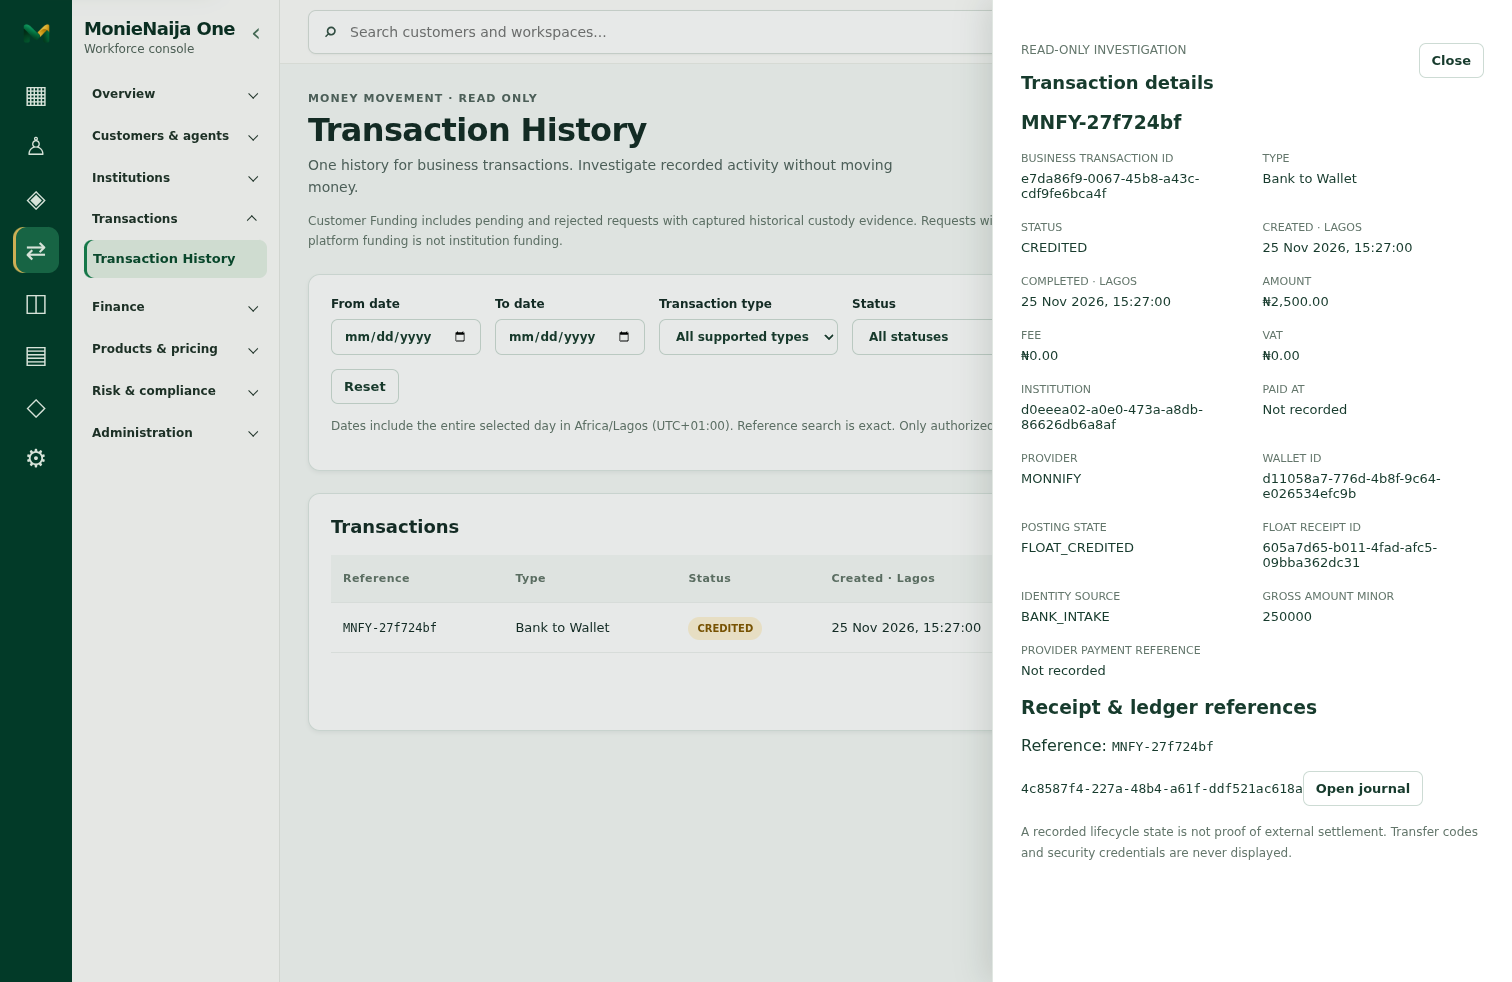 MonieNaija One
Workforce console
Overview
Customers & agents
Institutions
Transactions
Transaction History
Finance
Products & pricing
Risk & compliance
Administration
Search customers and workspaces...
MONEY MOVEMENT · READ ONLY
Transaction History
One history for business transactions. Investigate recorded activity without moving
money.
Customer Funding includes pending and rejected requests with captured historical custody evidence. Requests wi
platform funding is not institution funding.
From date To date Transaction type Status
mm/dd/yyyy mm/dd/yyyy All supported types All statuses
Reset
Dates include the entire selected day in Africa/Lagos (UTC+01:00). Reference search is exact. Only authorized
Transactions
Reference Type Status Created · Lagos
MNFY-27f724bf Bank to Wallet CREDITED 25 Nov 2026, 15:27:00
READ-ONLY INVESTIGATION
Close
Transaction details
MNFY-27f724bf
BUSINESS TRANSACTION ID TYPE
e7da86f9-0067-45b8-a43c- Bank to Wallet
cdf9fe6bca4f
STATUS CREATED · LAGOS
CREDITED 25 Nov 2026, 15:27:00
COMPLETED · LAGOS AMOUNT
25 Nov 2026, 15:27:00 ₦2,500.00
FEE VAT
₦0.00 ₦0.00
INSTITUTION PAID AT
d0eeea02-a0e0-473a-a8db- Not recorded
86626db6a8af
PROVIDER WALLET ID
MONNIFY d11058a7-776d-4b8f-9c64-
e026534efc9b
POSTING STATE FLOAT RECEIPT ID
FLOAT_CREDITED 605a7d65-b011-4fad-afc5-
09bba362dc31
IDENTITY SOURCE GROSS AMOUNT MINOR
BANK_INTAKE 250000
PROVIDER PAYMENT REFERENCE
Not recorded
Receipt & ledger references
Reference: MNFY-27f724bf
4c8587f4-227a-48b4-a61f-ddf521ac618a Open journal
A recorded lifecycle state is not proof of external settlement. Transfer codes
and security credentials are never displayed.